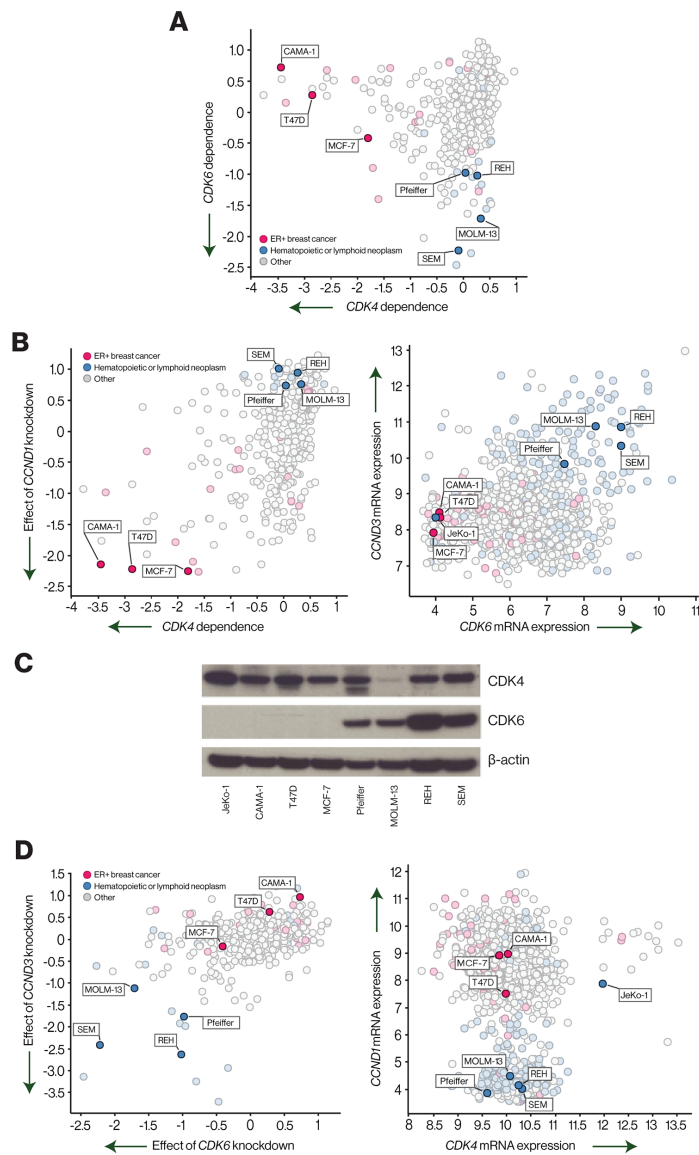 A
CAMA-1
T47D
MCF-7
Pfeiffer
REH
MOLM-13
SEM
ER+ breast cancer
Hematopoietic or lymphoid neoplasm
Other
1.0
0.5
0
-0.5
-1.0
-1.5
-2.0
-2.5
CDK6 dependence
-4 -3.5 -3 -2.5 -2 -1.5 -1 -0.5 0 0.5 1
CDK4 dependence
B
ER+ breast cancer
Hematopoietic or lymphoid neoplasm
Other
SEM
REH
Pfeiffer
MOLM-13
CAMA-1
T47D
MCF-7
1.0
0.5
0
-0.5
-1.0
-1.5
-2.0
-2.5
Effect of CCND1 knockdown
-4 -3.5 -3 -2.5 -2 -1.5 -1 -0.5 0 0.5 1
CDK4 dependence
13
12
11
10
9
8
7
CCND3 mRNA expression
MOLM-13
REH
Pfeiffer
SEM
CAMA-1
T47D
JeKo-1
MCF-7
4 5 6 7 8 9 10 11
CDK6 mRNA expression
C
CDK4
CDK6
β-actin
JeKo-1
CAMA-1
T47D
MCF-7
Pfeiffer
MOLM-13
REH
SEM
D
ER+ breast cancer
Hematopoietic or lymphoid neoplasm
Other
CAMA-1
T47D
MCF-7
MOLM-13
SEM
Pfeiffer
REH
1.5
1.0
0.5
0
-0.5
-1.0
-1.5
-2.0
-2.5
-3.0
-3.5
Effect of CCND3 knockdown
-2.5 -2 -1.5 -1 -0.5 0 0.5 1
Effect of CDK6 knockdown
12
11
10
9
8
7
6
5
4
CCND1 mRNA expression
CAMA-1
MCF-7
T47D
JeKo-1
MOLM-13
REH
Pfeiffer
SEM
8 8.5 9 9.5 10 10.5 11 11.5 12 12.5 13 13.5
CDK4 mRNA expression